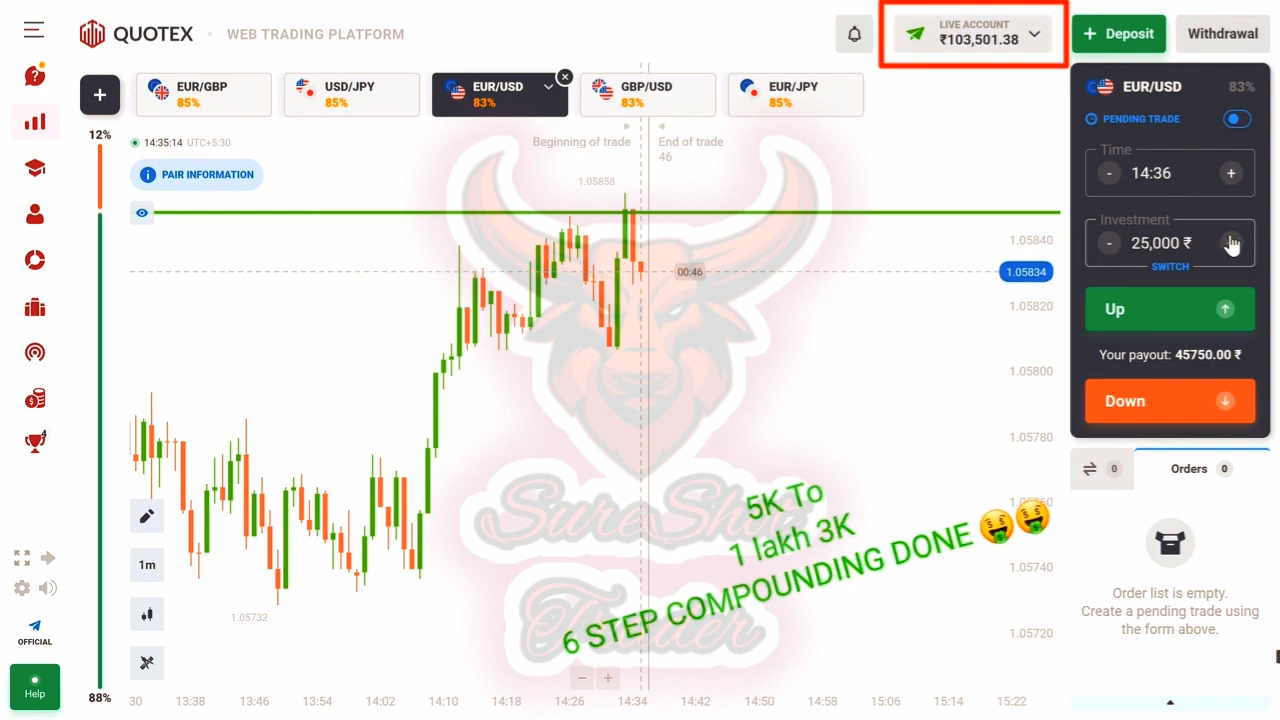 QUOTEX
WEB TRADING PLATFORM
LIVE ACCOUNT
₹103,501.38
+ Deposit
Withdrawal
+
EUR/GBP
85%
USD/JPY
85%
EUR/USD
83%
GBP/USD
83%
EUR/JPY
85%
EUR/USD
83%
PENDING TRADE
Time
- 14:36 +
Investment
- 25,000 ₹
SWITCH
Up
Your payout: 45750.00 ₹
Down
0
Orders 0
Order list is empty.
Create a pending trade using
the form above.
12%
88%
14:35:14 UTC+5:30
PAIR INFORMATION
Beginning of trade
End of trade
46
1.05858
1.05840
1.05834
00:46
1.05820
1.05800
1.05780
1.05760
1.05740
1.05720
1.05732
1m
SureShot
Trader
5K To
1 lakh 3K
6 STEP COMPOUNDING DONE 🤑🤑
- +
30 13:38 13:46 13:54 14:02 14:10 14:18 14:26 14:34 14:42 14:50 14:58 15:06 15:14 15:22
4
OFFICIAL
Help